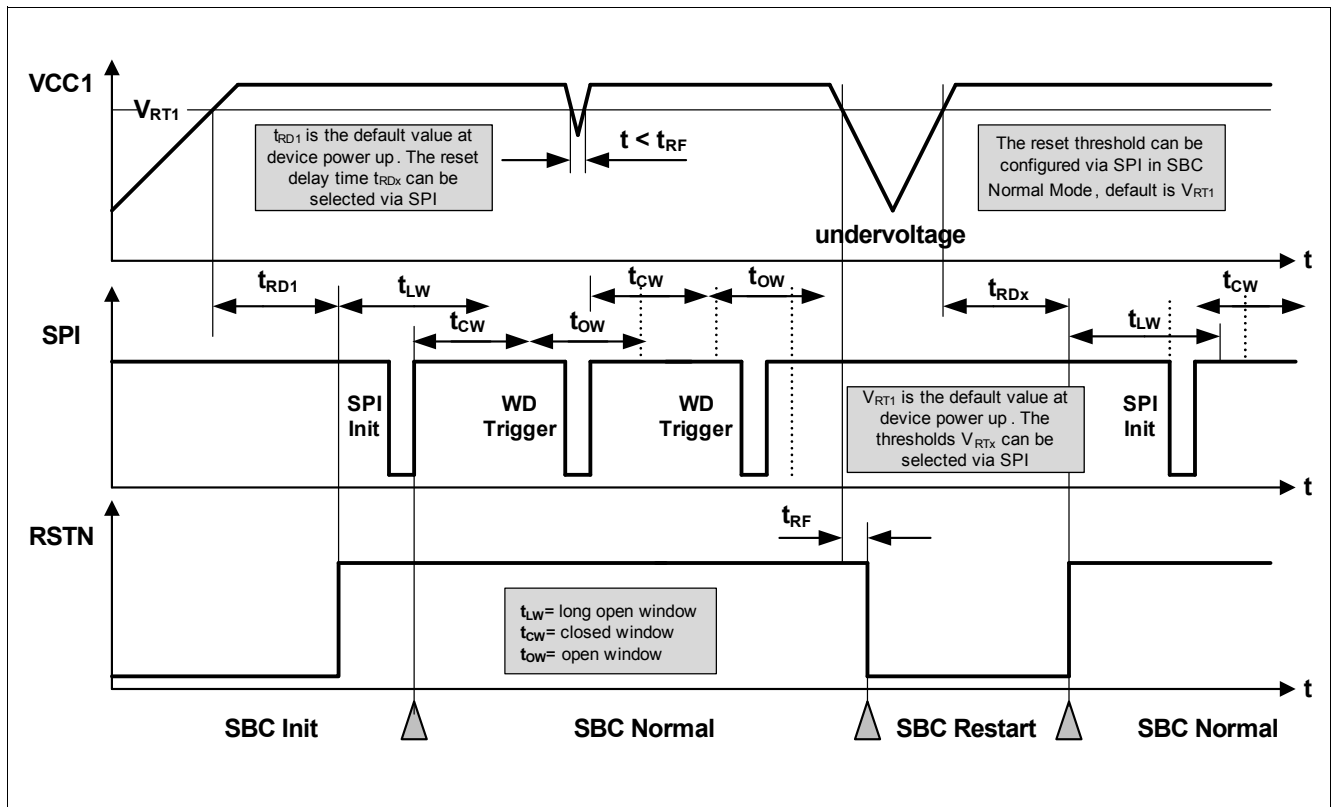 VCC1
VRT1
tRD1 is the default value at
device power up . The reset
delay time tRDx can be
selected via SPI
t < tRF
The reset threshold can be
configured via SPI in SBC
Normal Mode , default is VRT1
undervoltage
t
tRD1
tLW
tCW
tOW
tRDx
tCW
SPI
tCW
tOW
tLW
SPI
Init
WD
Trigger
WD
Trigger
VRT1 is the default value at
device power up . The
thresholds VRTx can be
selected via SPI
SPI
Init
t
RSTN
tRF
tLW= long open window
tCW= closed window
tOW= open window
t
SBC Init
SBC Normal
SBC Restart
SBC Normal